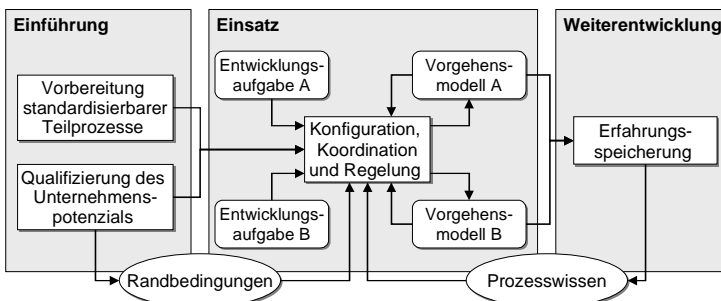 Einführung
Vorbereitung
standardisierbarer
Teilprozesse
Qualifizierung des
Unternehmens-
potenzials
Einsatz
Entwicklungs-
aufgabe A
Vorgehens-
modell A
Konfiguration,
Koordination
und Regelung
Entwicklungs-
aufgabe B
Vorgehens-
modell B
Weiterentwicklung
Erfahrungs-
speicherung
Randbedingungen
Prozesswissen